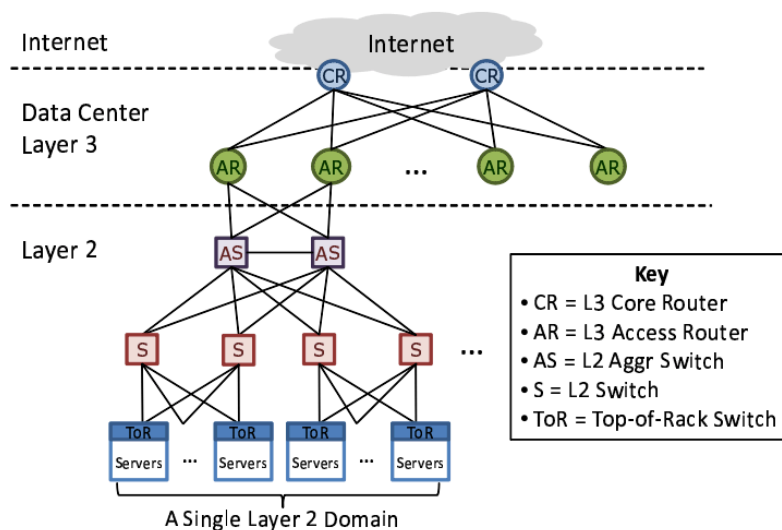 Internet
Internet
CR
CR
Data Center
Layer 3
AR
AR
...
AR
AR
Layer 2
AS
AS
Key
• CR = L3 Core Router
• AR = L3 Access Router
• AS = L2 Aggr Switch
• S = L2 Switch
• ToR = Top-of-Rack Switch
S
S
S
S
...
ToR
ToR
ToR
ToR
Servers
...
Servers
Servers
...
Servers
A Single Layer 2 Domain